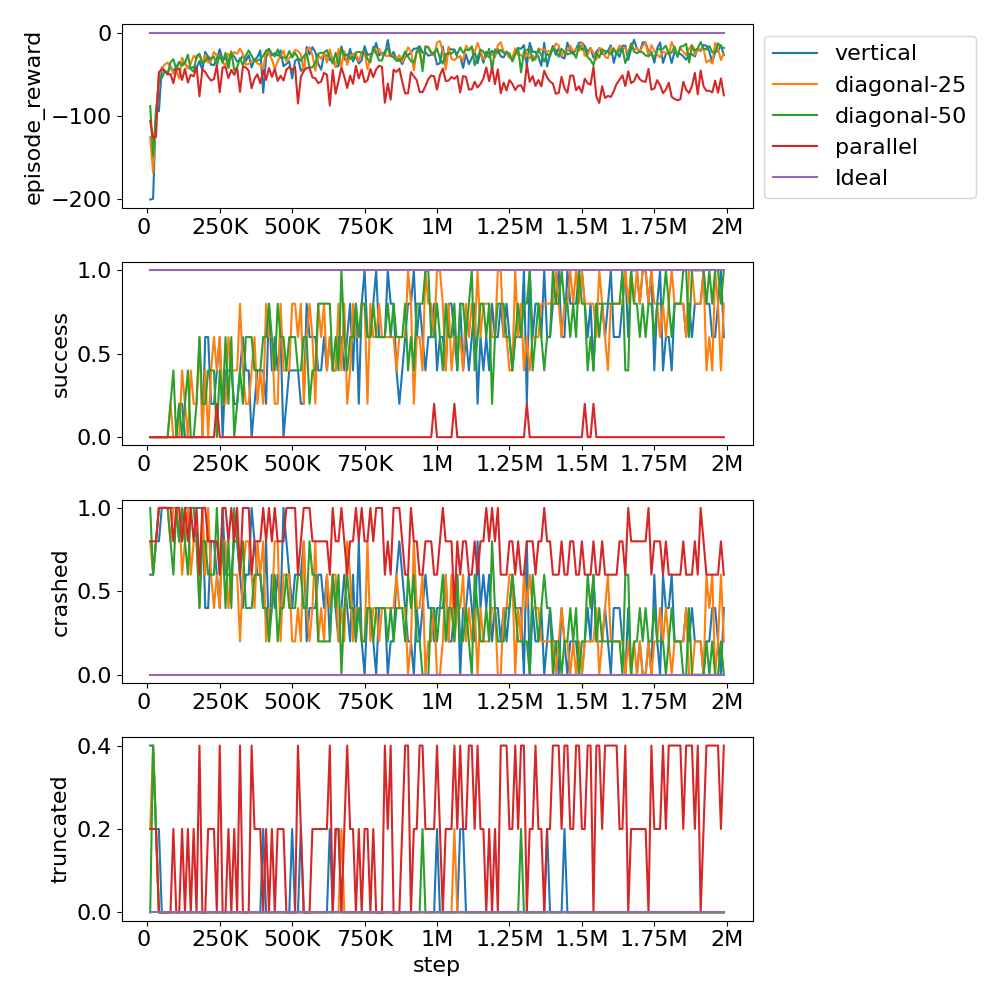 episode_reward
0
−100
−200
0 250K 500K 750K 1M 1.25M 1.5M 1.75M 2M
vertical
diagonal-25
diagonal-50
parallel
Ideal
success
1.0
0.5
0.0
0 250K 500K 750K 1M 1.25M 1.5M 1.75M 2M
crashed
1.0
0.5
0.0
0 250K 500K 750K 1M 1.25M 1.5M 1.75M 2M
truncated
0.4
0.2
0.0
0 250K 500K 750K 1M 1.25M 1.5M 1.75M 2M
step